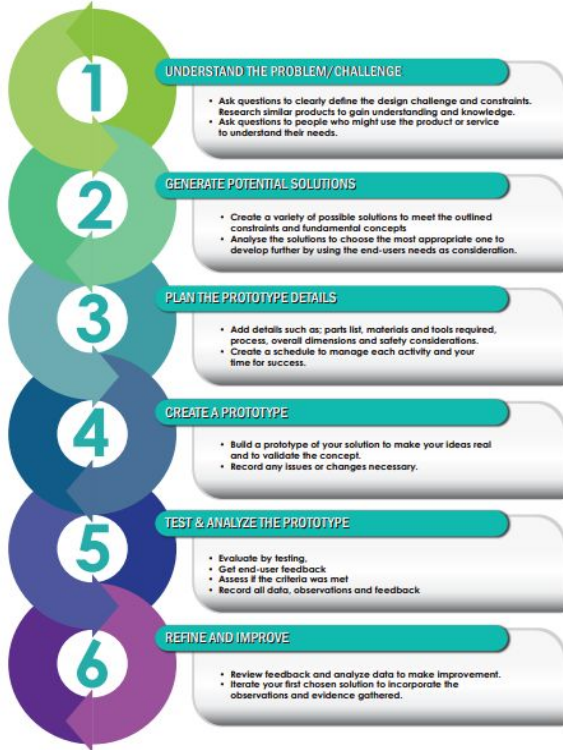 1
UNDERSTAND THE PROBLEM/CHALLENGE
• Ask questions to clearly define the design challenge and constraints.
Research similar products to gain understanding and knowledge.
• Ask questions to people who might use the product or service
to understand their needs.
2
GENERATE POTENTIAL SOLUTIONS
• Create a variety of possible solutions to meet the outlined
constraints and fundamental concepts
• Analyse the solutions to choose the most appropriate one to
develop further by using the end-users needs as consideration.
3
PLAN THE PROTOTYPE DETAILS
• Add details such as; parts list, materials and tools required,
process, overall dimensions and safety considerations.
• Create a schedule to manage each activity and your
time for success.
4
CREATE A PROTOTYPE
• Build a prototype of your solution to make your ideas real
and to validate the concept.
• Record any issues or changes necessary.
5
TEST & ANALYZE THE PROTOTYPE
• Evaluate by testing,
• Get end-user feedback
• Assess if the criteria was met
• Record all data, observations and feedback
6
REFINE AND IMPROVE
• Review feedback and analyze data to make improvement.
• Iterate your first chosen solution to incorporate the
observations and evidence gathered.